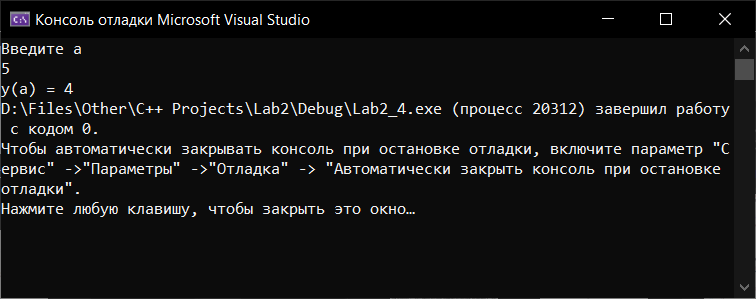 Консоль отладки Microsoft Visual Studio
Введите a
5
y(a) = 4
D:\Files\Other\C++ Projects\Lab2\Debug\Lab2_4.exe (процесс 20312) завершил работу
с кодом 0.
Чтобы автоматически закрывать консоль при остановке отладки, включите параметр "С
ервис" ->"Параметры" ->"Отладка" -> "Автоматически закрыть консоль при остановке
отладки".
Нажмите любую клавишу, чтобы закрыть это окно…